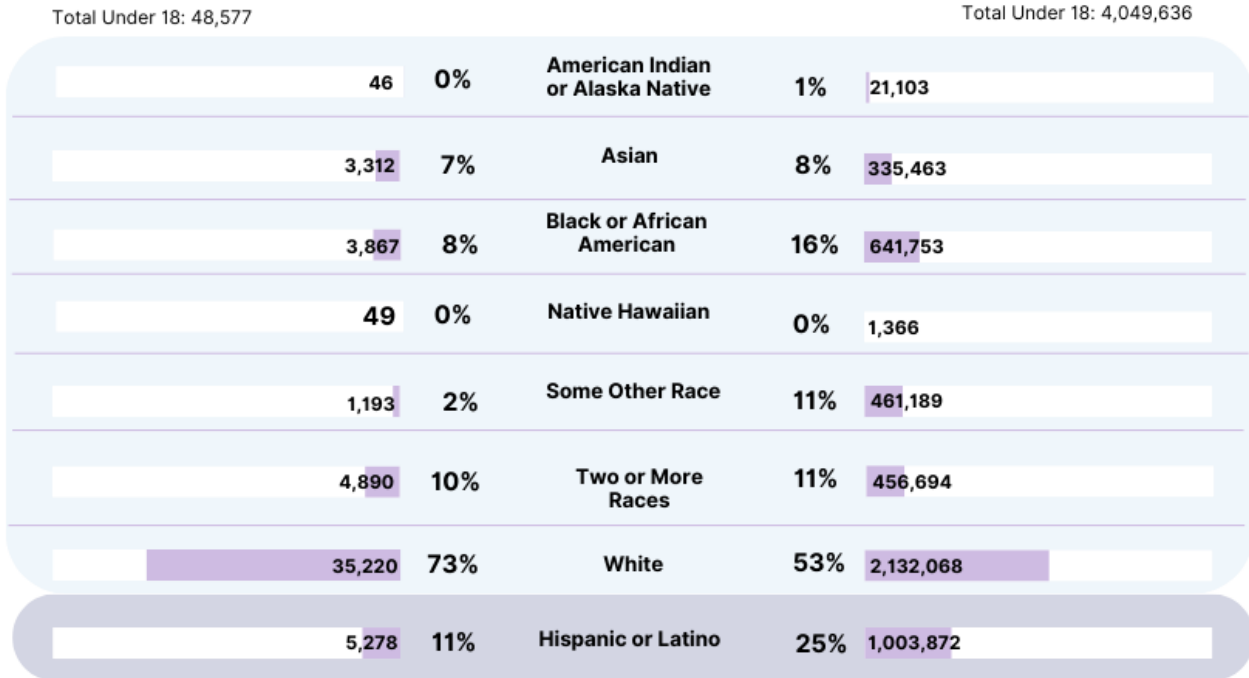 Total Under 18: 48,577
Total Under 18: 4,049,636
46 0% American Indian or Alaska Native 1% 21,103
3,312 7% Asian 8% 335,463
3,867 8% Black or African American 16% 641,753
49 0% Native Hawaiian 0% 1,366
1,193 2% Some Other Race 11% 461,189
4,890 10% Two or More Races 11% 456,694
35,220 73% White 53% 2,132,068
5,278 11% Hispanic or Latino 25% 1,003,872